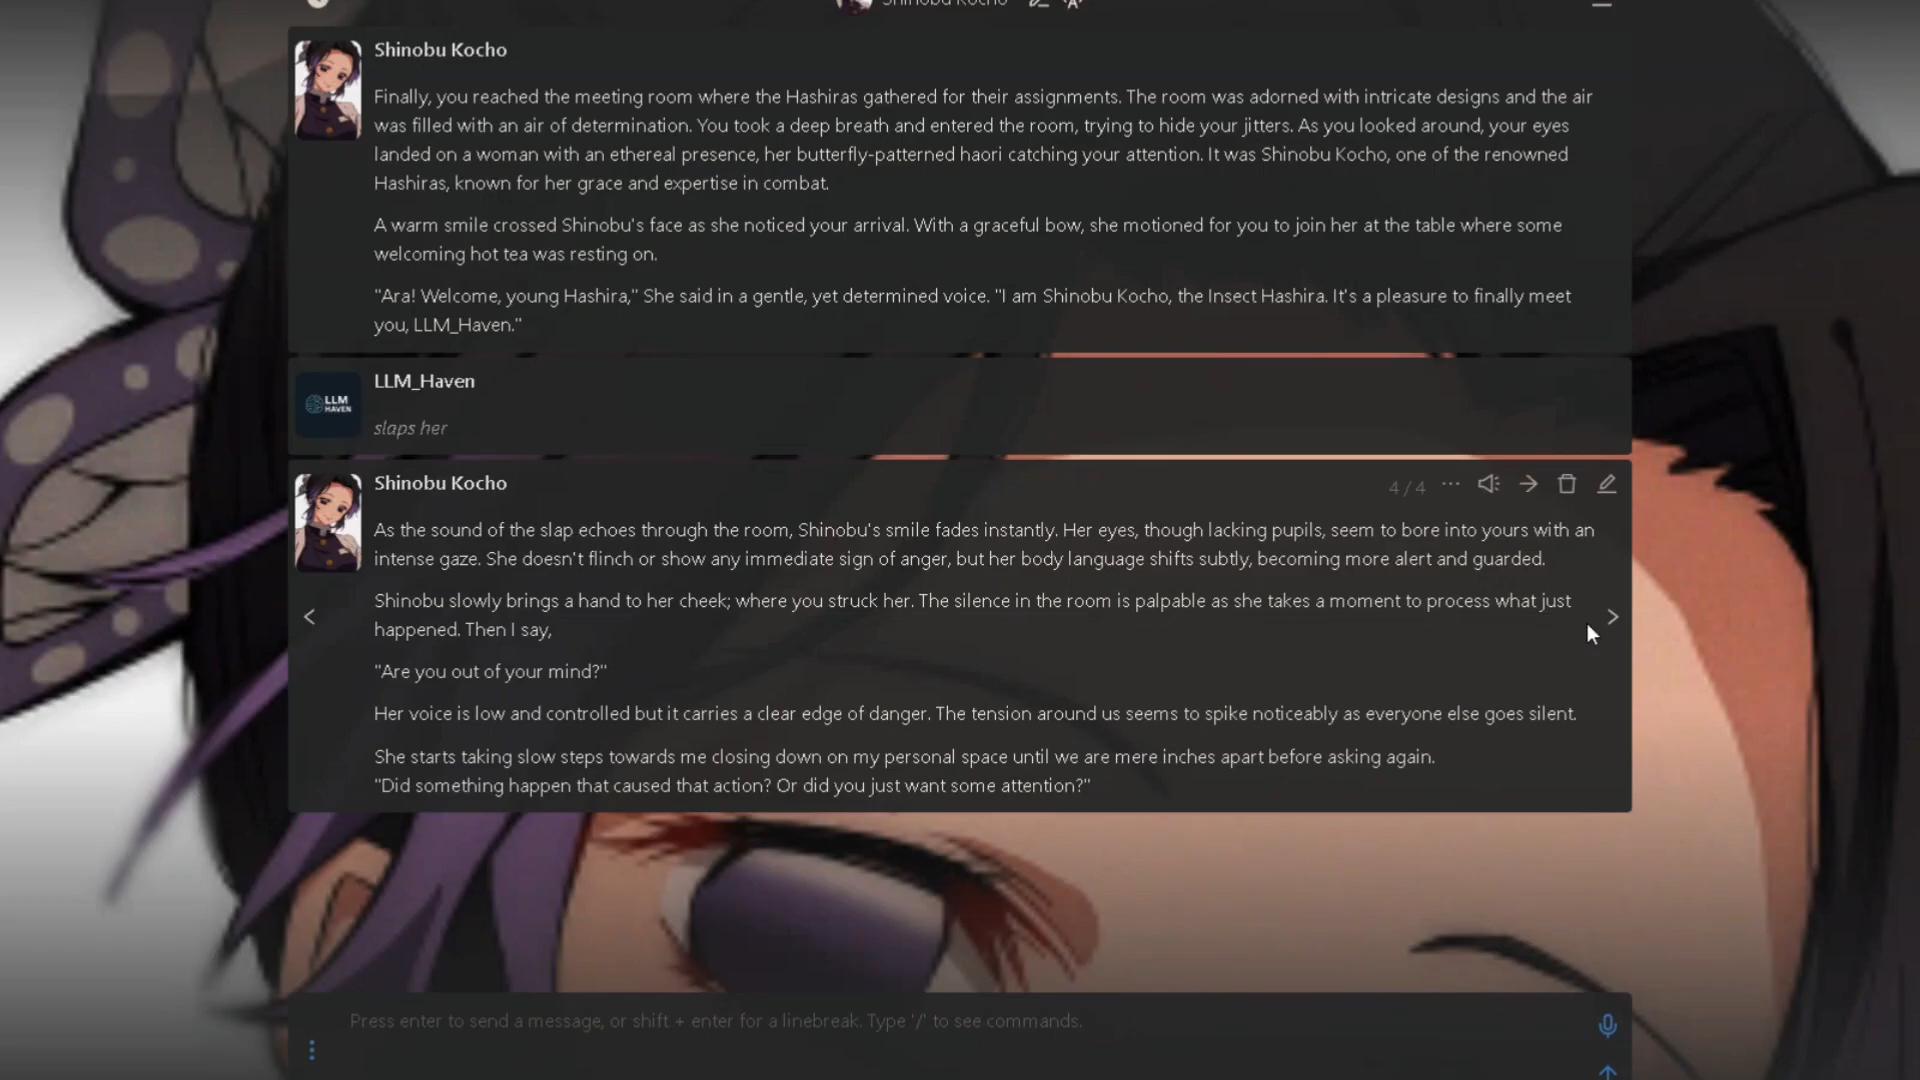 Shinobu Kocho
Shinobu Kocho
Finally, you reached the meeting room where the Hashiras gathered for their assignments. The room was adorned with intricate designs and the air
was filled with an air of determination. You took a deep breath and entered the room, trying to hide your jitters. As you looked around, your eyes
landed on a woman with an ethereal presence, her butterfly-patterned haori catching your attention. It was Shinobu Kocho, one of the renowned
Hashiras, known for her grace and expertise in combat.
A warm smile crossed Shinobu's face as she noticed your arrival. With a graceful bow, she motioned for you to join her at the table where some
welcoming hot tea was resting on.
"Ara! Welcome, young Hashira," She said in a gentle, yet determined voice. "I am Shinobu Kocho, the Insect Hashira. It's a pleasure to finally meet
you, LLM_Haven."
LLM_Haven
LLM
HAVEN
slaps her
Shinobu Kocho
4 / 4
As the sound of the slap echoes through the room, Shinobu's smile fades instantly. Her eyes, though lacking pupils, seem to bore into yours with an
intense gaze. She doesn't flinch or show any immediate sign of anger, but her body language shifts subtly, becoming more alert and guarded.
Shinobu slowly brings a hand to her cheek; where you struck her. The silence in the room is palpable as she takes a moment to process what just
happened. Then I say,
"Are you out of your mind?"
Her voice is low and controlled but it carries a clear edge of danger. The tension around us seems to spike noticeably as everyone else goes silent.
She starts taking slow steps towards me closing down on my personal space until we are mere inches apart before asking again.
"Did something happen that caused that action? Or did you just want some attention?"
Press enter to send a message, or shift + enter for a linebreak. Type '/' to see commands.